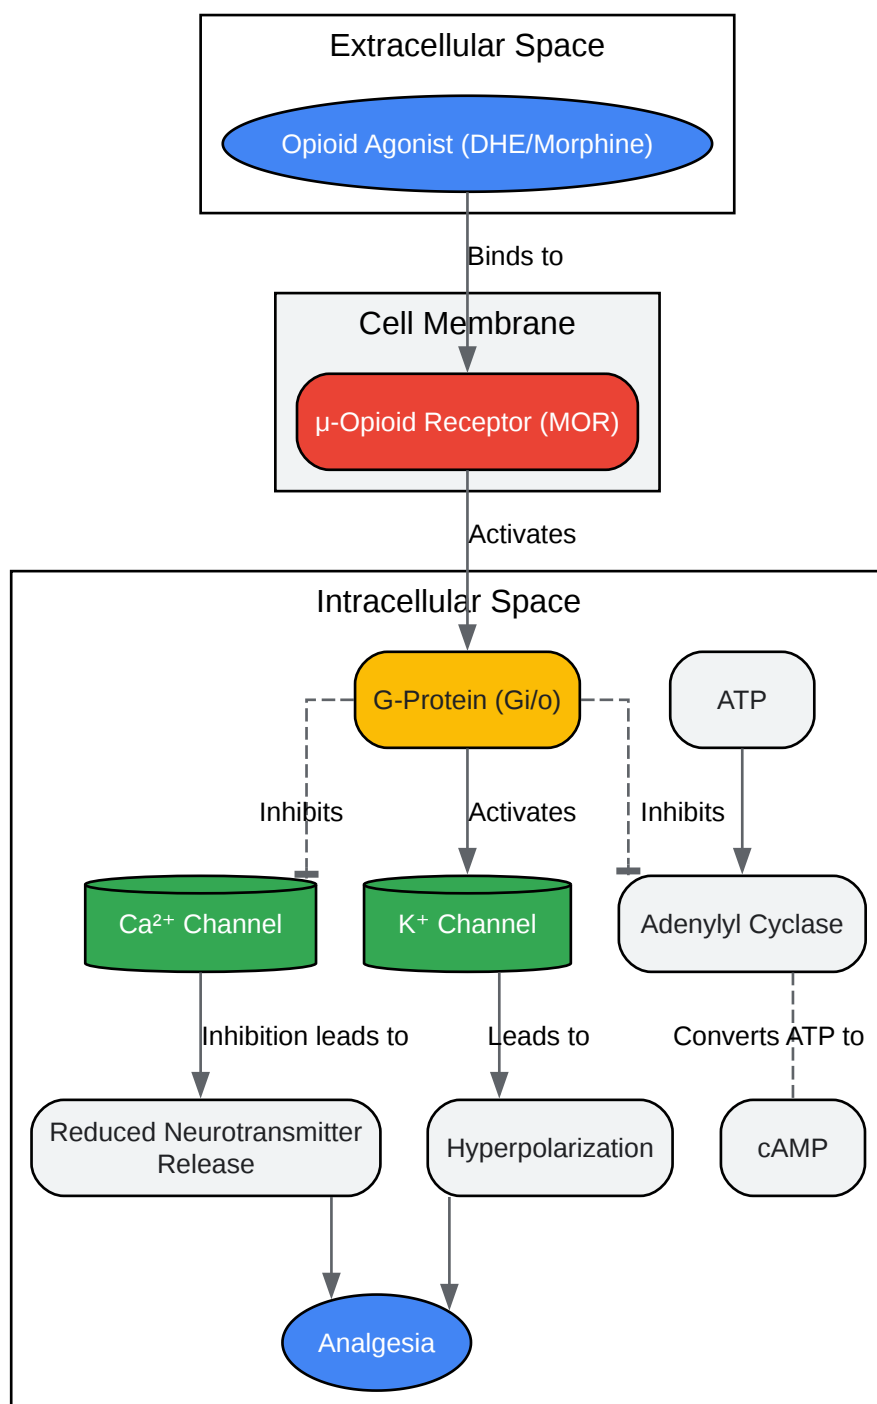 Extracellular Space
Opioid Agonist (DHE/Morphine)
Binds to
Cell Membrane
μ-Opioid Receptor (MOR)
Activates
Intracellular Space
G-Protein (Gi/o)
ATP
Inhibits
Activates
Inhibits
Ca²⁺ Channel
K⁺ Channel
Adenylyl Cyclase
Inhibition leads to
Leads to
Converts ATP to
Reduced Neurotransmitter
Release
Hyperpolarization
cAMP
Analgesia